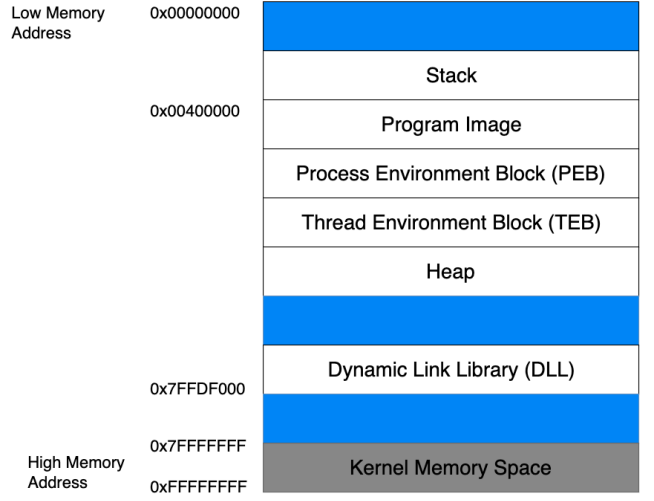 Low Memory
Address
0x00000000
Stack
0x00400000
Program Image
Process Environment Block (PEB)
Thread Environment Block (TEB)
Heap
Dynamic Link Library (DLL)
0x7FFDF000
0x7FFFFFFF
High Memory
Address
Kernel Memory Space
0xFFFFFFFF